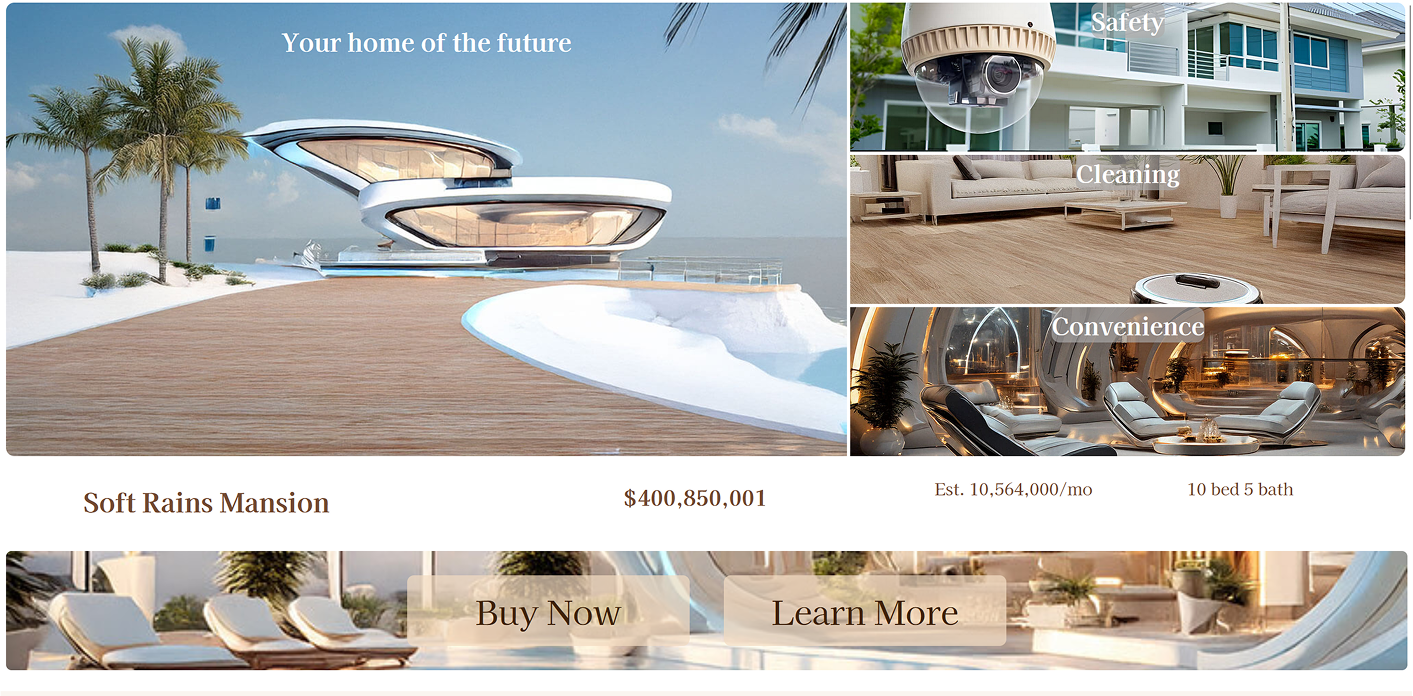 Your home of the future
Safety
Cleaning
Convenience
Soft Rains Mansion
$400,850,001
Est. 10,564,000/mo
10 bed 5 bath
Buy Now
Learn More